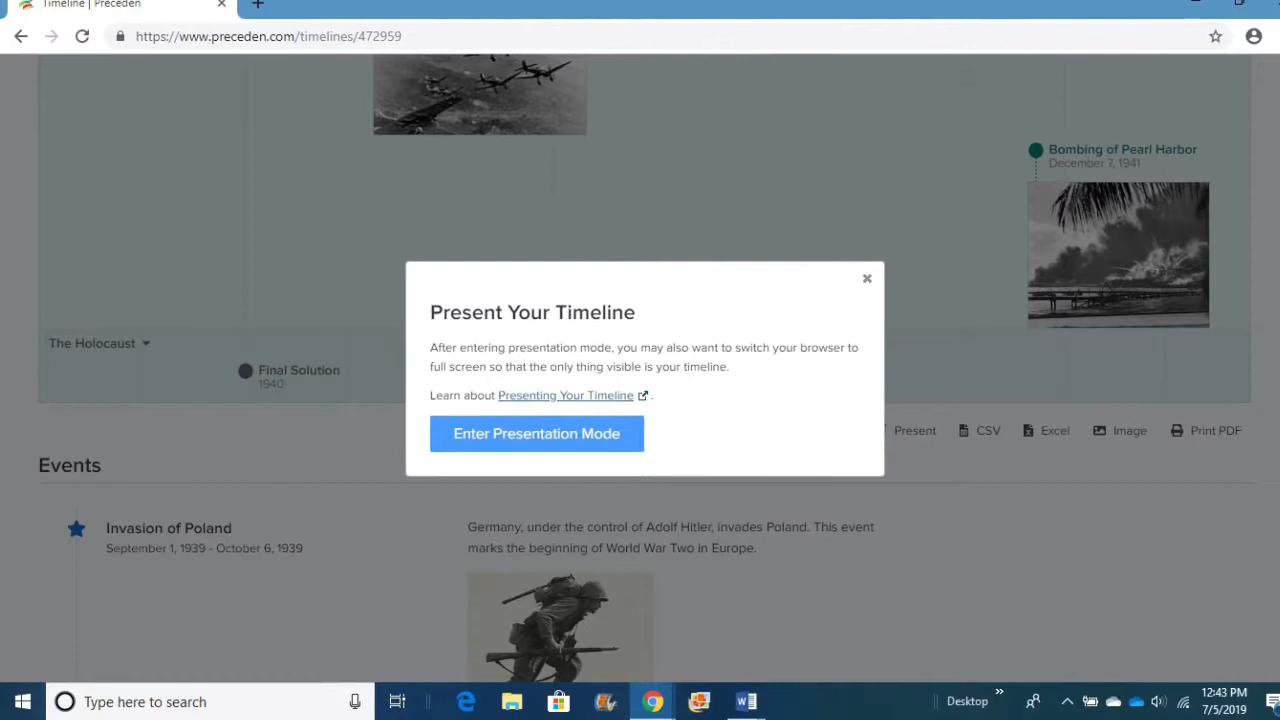 Timeline | Preceden
https://www.preceden.com/timelines/472959
Bombing of Pearl Harbor
December 7, 1941
Present Your Timeline
After entering presentation mode, you may also want to switch your browser to
full screen so that the only thing visible is your timeline.
Learn about Presenting Your Timeline .
Enter Presentation Mode
The Holocaust
Final Solution
1940
Present CSV Excel Image Print PDF
Events
Invasion of Poland
September 1, 1939 - October 6, 1939
Germany, under the control of Adolf Hitler, invades Poland. This event
marks the beginning of World War Two in Europe.
Type here to search
Desktop
12:43 PM
7/5/2019